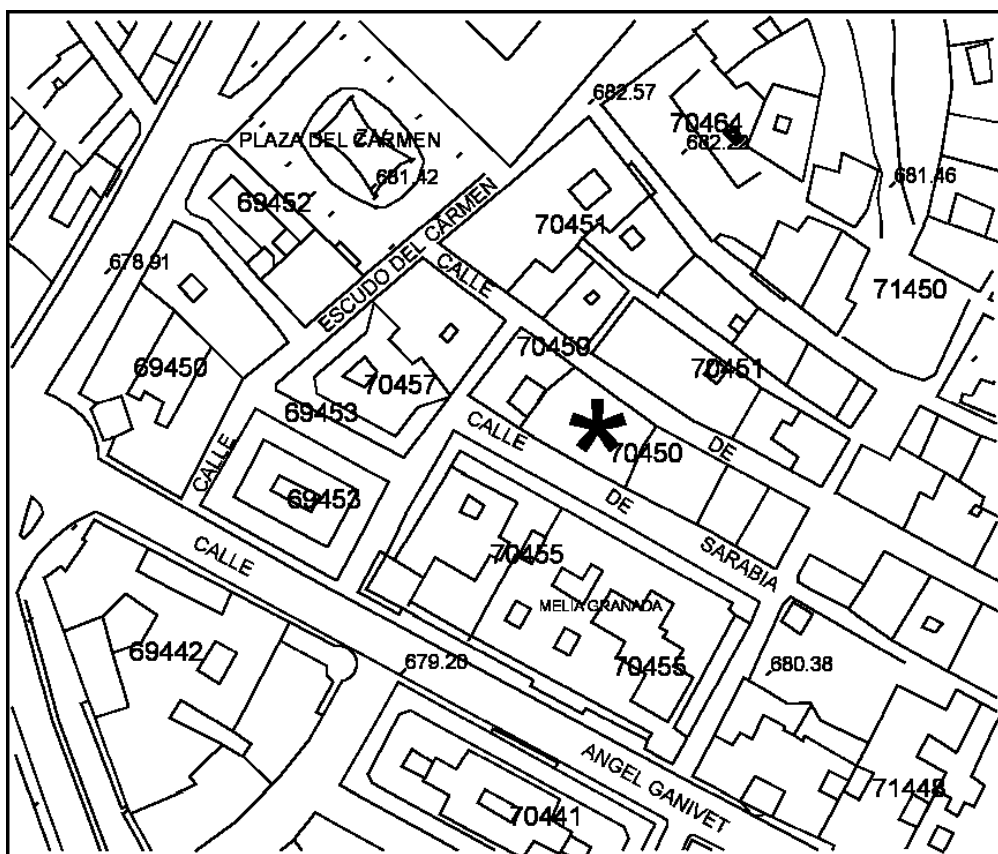 682.57
70464
682.22
PLAZA DEL CARMEN
681.42
681.46
69452
70451
ESCUDO DEL CARMEN
CALLE
678.91
71450
70459
69450
70457
70451
69453
CALLE
DE
70450
CALLE
69453
DE
CALLE
SARABIA
70455
MELIA GRANADA
69442
679.20
70455
680.38
ANGEL GANIVET
71448
70441